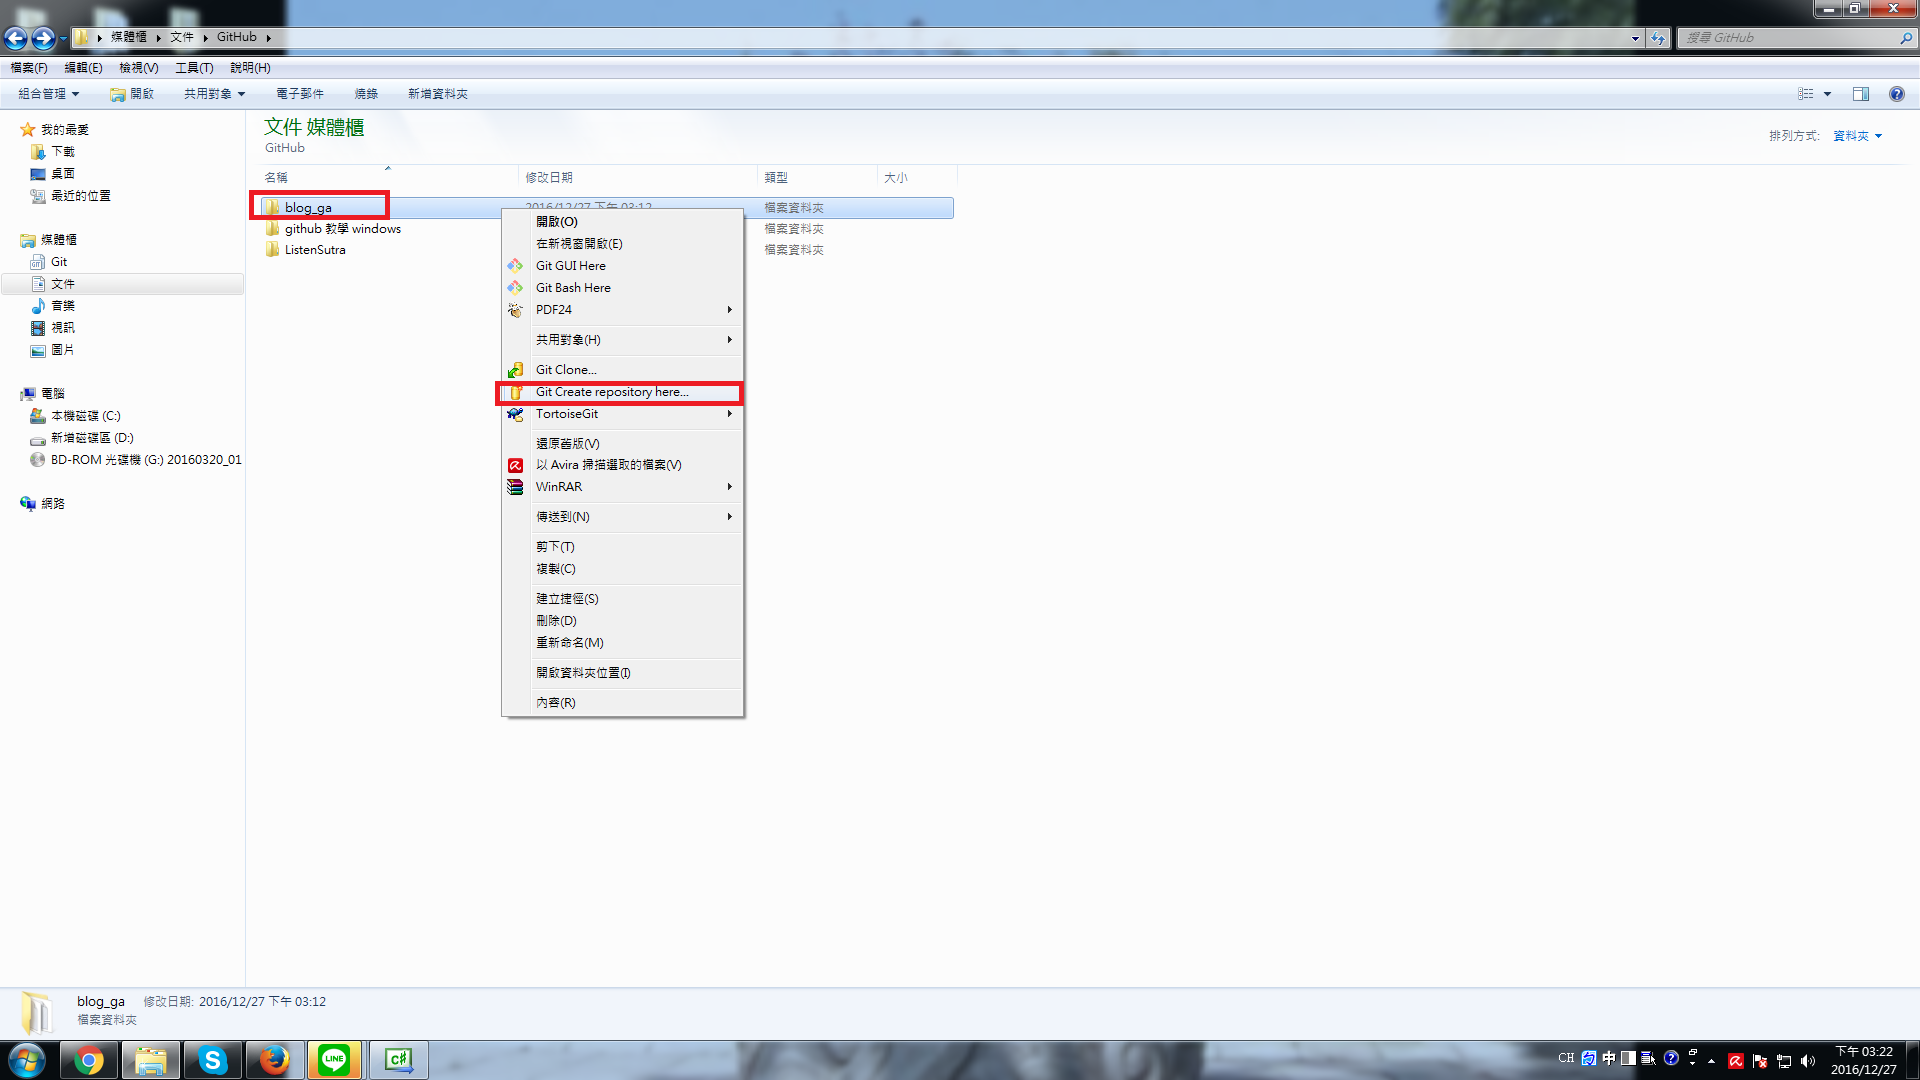 媒體櫃 文件 GitHub
搜尋 GitHub
檔案(F) 編輯(E) 檢視(V) 工具(T) 說明(H)
組合管理 開啟 共用對象 電子郵件 燒錄 新增資料夾
我的最愛
下載
桌面
最近的位置
媒體櫃
Git
文件
音樂
視訊
圖片
電腦
本機磁碟 (C:)
新增磁碟區 (D:)
BD-ROM 光碟機 (G:) 20160320_01
網路
文件 媒體櫃
GitHub
排列方式: 資料夾
名稱 修改日期 類型 大小
blog_ga 2016/12/27 下午 03:12 檔案資料夾
github 教學 windows 檔案資料夾
ListenSutra 檔案資料夾
開啟(O)
在新視窗開啟(E)
Git GUI Here
Git Bash Here
PDF24
共用對象(H)
Git Clone...
Git Create repository here...
TortoiseGit
還原舊版(V)
以 Avira 掃描選取的檔案(V)
WinRAR
傳送到(N)
剪下(T)
複製(C)
建立捷徑(S)
刪除(D)
重新命名(M)
開啟資料夾位置(I)
內容(R)
blog_ga 修改日期: 2016/12/27 下午 03:12
檔案資料夾
LINE
C#
CH
中
下午 03:22
2016/12/27